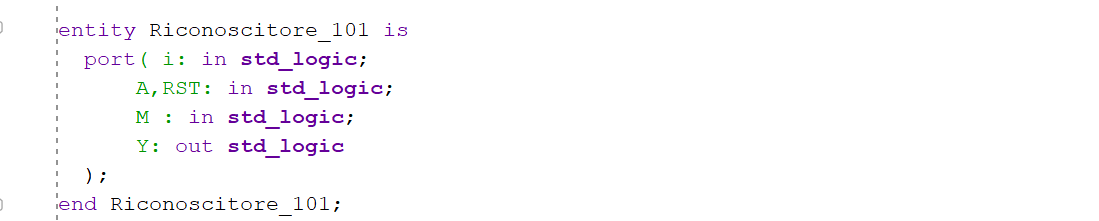 entity Riconoscitore_101 is
port( i: in std_logic;
A,RST: in std_logic;
M : in std_logic;
Y: out std_logic
);
end Riconoscitore_101;